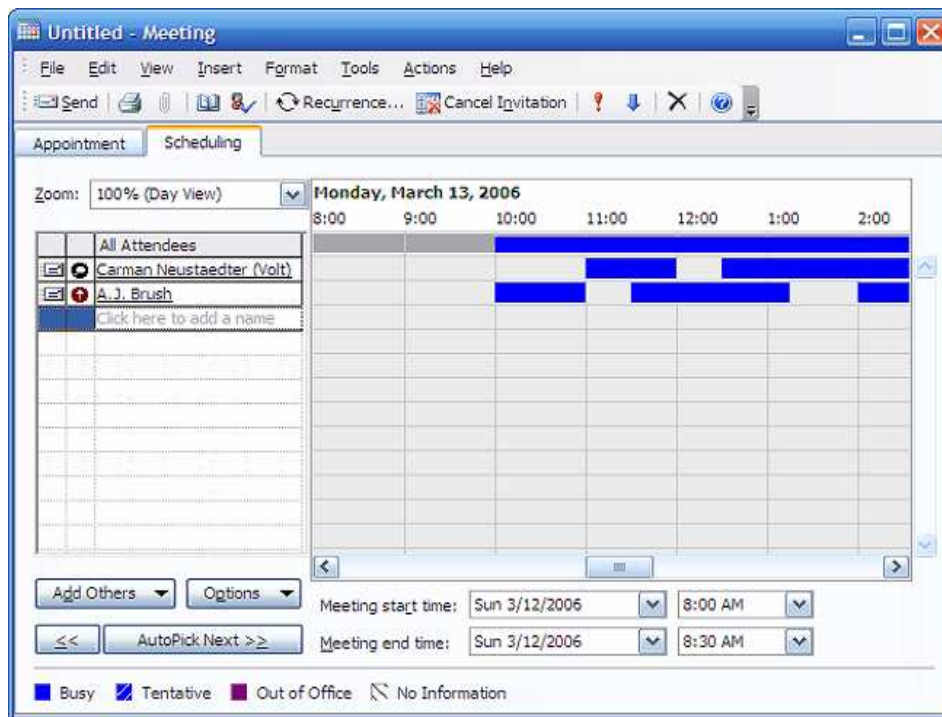 Untitled - Meeting
File Edit View Insert Format Tools Actions Help
Send Recurrence... Cancel Invitation
Appointment Scheduling
Zoom: 100% (Day View) Monday, March 13, 2006
8:00 9:00 10:00 11:00 12:00 1:00 2:00
All Attendees
Carman Neustaedter (Volt)
A.J. Brush
Click here to add a name
Add Others Options
Meeting start time: Sun 3/12/2006 8:00 AM
<< AutoPick Next >>
Meeting end time: Sun 3/12/2006 8:30 AM
Busy Tentative Out of Office No Information